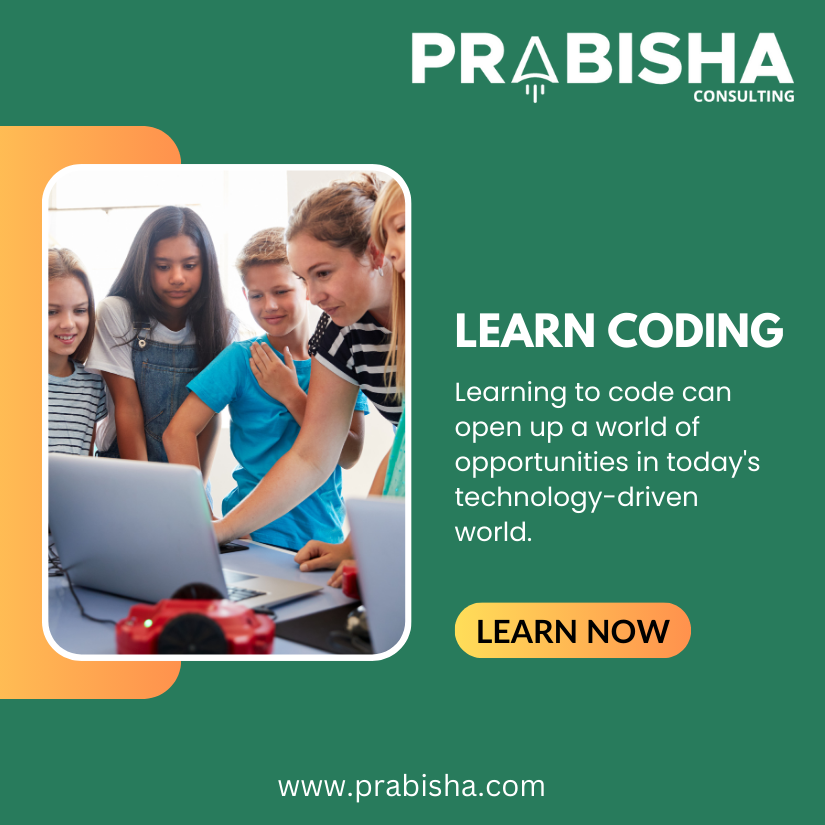 PRABISHA
CONSULTING
LEARN CODING
Learning to code can
open up a world of
opportunities in today's
technology-driven
world.
LEARN NOW
www.prabisha.com